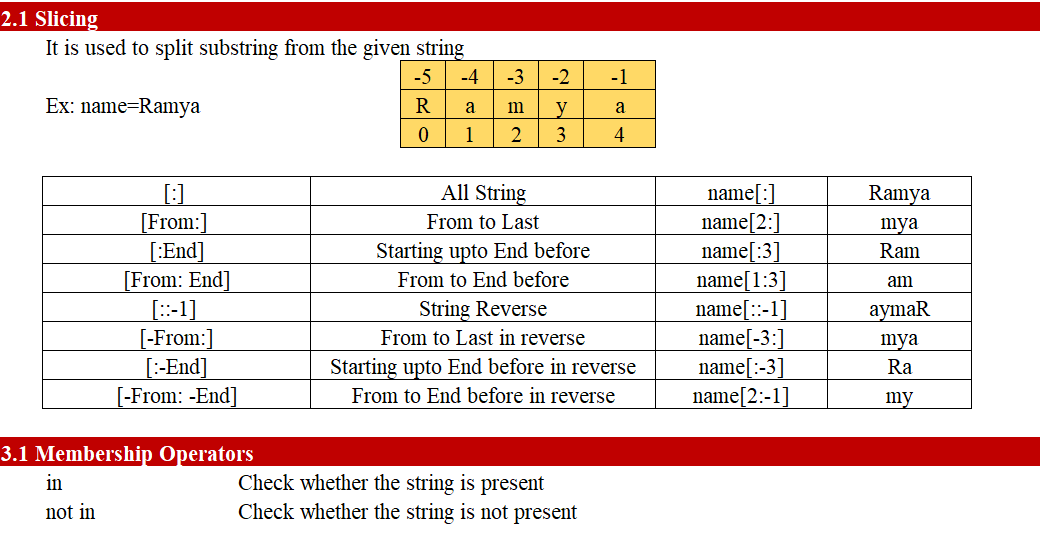 2.1 Slicing
It is used to split substring from the given string
-5 -4 -3 -2 -1
Ex: name=Ramya R a m y a
0 1 2 3 4
[:] All String name[:] Ramya
[From:] From to Last name[2:] mya
[:End] Starting upto End before name[:3] Ram
[From: End] From to End before name[1:3] am
[::-1] String Reverse name[::-1] aymaR
[-From:] From to Last in reverse name[-3:] mya
[:-End] Starting upto End before in reverse name[:-3] Ra
[-From: -End] From to End before in reverse name[2:-1] my
3.1 Membership Operators
in Check whether the string is present
not in Check whether the string is not present